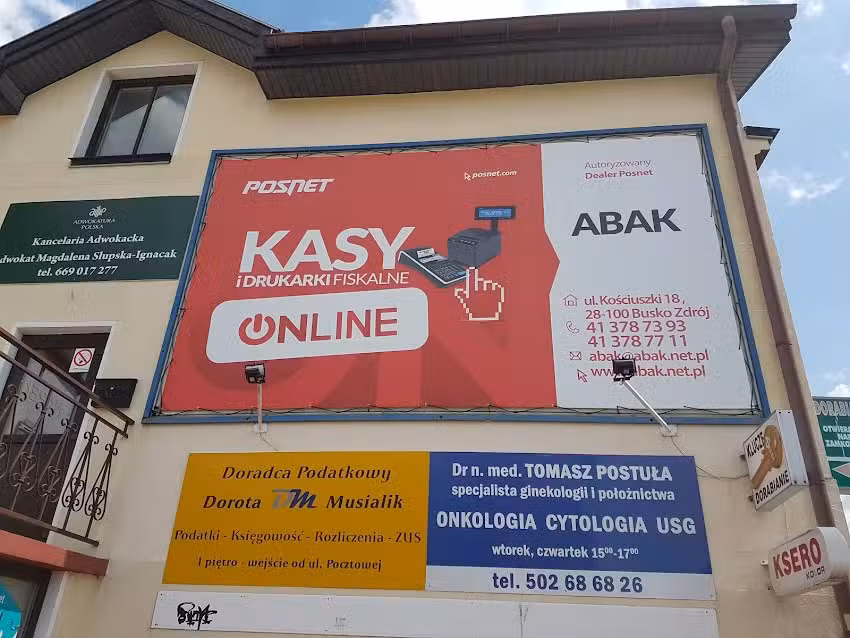 ADWOKATURA
POLSKA
Kancelaria Adwokacka
dwokat Magdalena Słupska-Ignacak
tel. 669 017 277
POSNET
posnet.com
KASY
i DRUKARKI FISKALNE
ONLINE
Autoryzowany
Dealer Posnet
ABAK
ul. Kościuszki 18,
28-100 Busko Zdrój
41 378 73 93
41 378 77 11
abak@abak.net.pl
www.abak.net.pl
Doradca Podatkowy
Dorota DM Musialik
Podatki - Księgowość - Rozliczenia - ZUS
I piętro - wejście od ul. Pocztowej
Dr n. med. TOMASZ POSTUŁA
specjalista ginekologii i położnictwa
ONKOLOGIA CYTOLOGIA USG
wtorek, czwartek 15⁰⁰-17⁰⁰
tel. 502 68 68 26
KLUCZE
DORABIANIE
KSERO
KOLOR